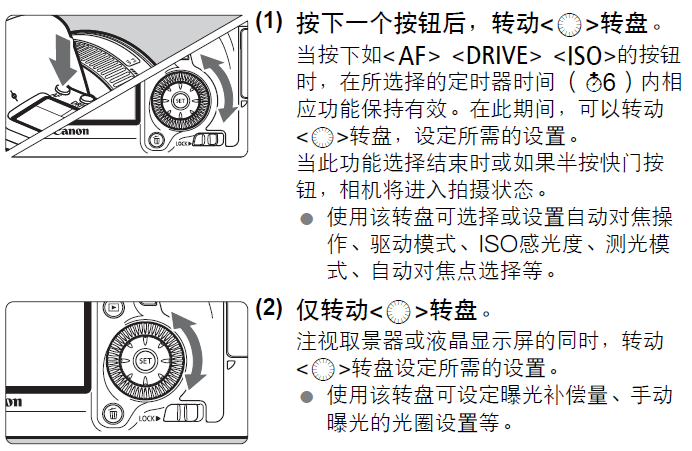 (1) 按下一个按钮后，转动<◌>转盘。
当按下如<AF> <DRIVE> <ISO>的按钮
时，在所选择的定时器时间（⏱6）内相
应功能保持有效。在此期间，可以转动
<◌>转盘，设定所需的设置。
当此功能选择结束时或如果半按快门按
钮，相机将进入拍摄状态。
● 使用该转盘可选择或设置自动对焦操
作、驱动模式、ISO感光度、测光模
式、自动对焦点选择等。
Canon
SET
LOCK▶
(2) 仅转动<◌>转盘。
注视取景器或液晶显示屏的同时，转动
<◌>转盘设定所需的设置。
● 使用该转盘可设定曝光补偿量、手动
曝光的光圈设置等。
on
SET
LOCK▶